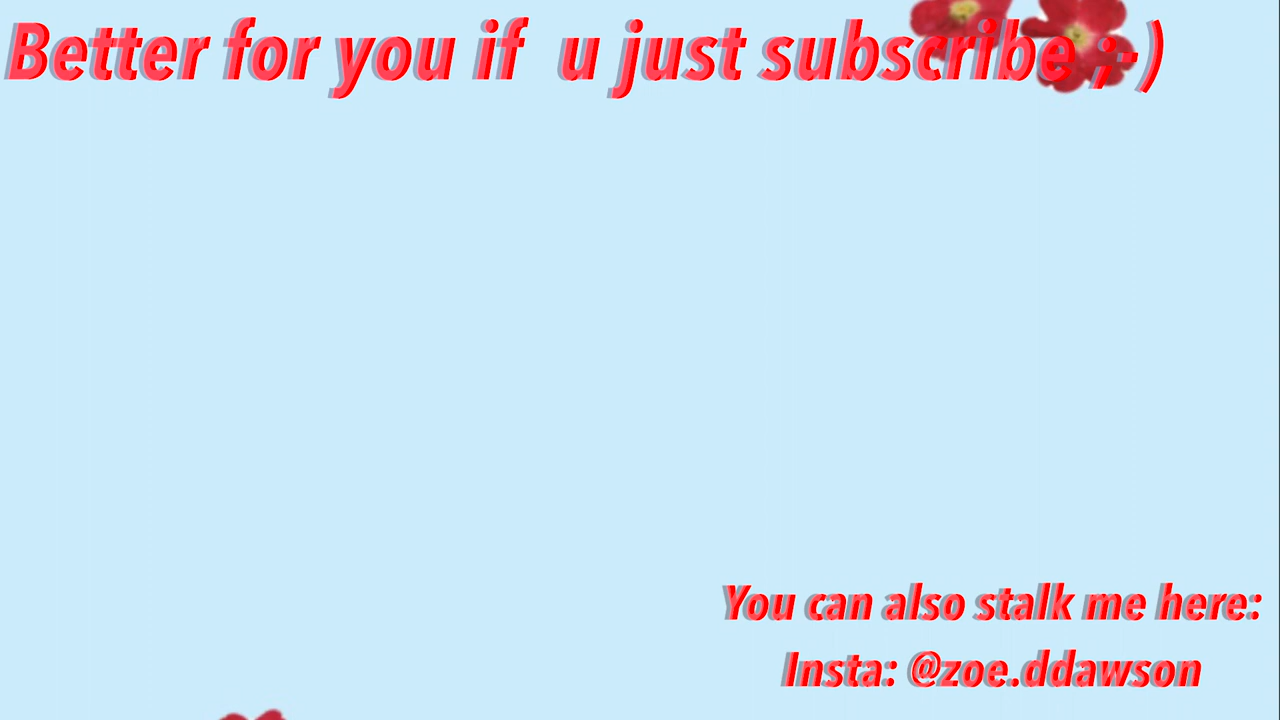 Better for you if  u just subscribe ;-)
You can also stalk me here:
Insta: @zoe.ddawson